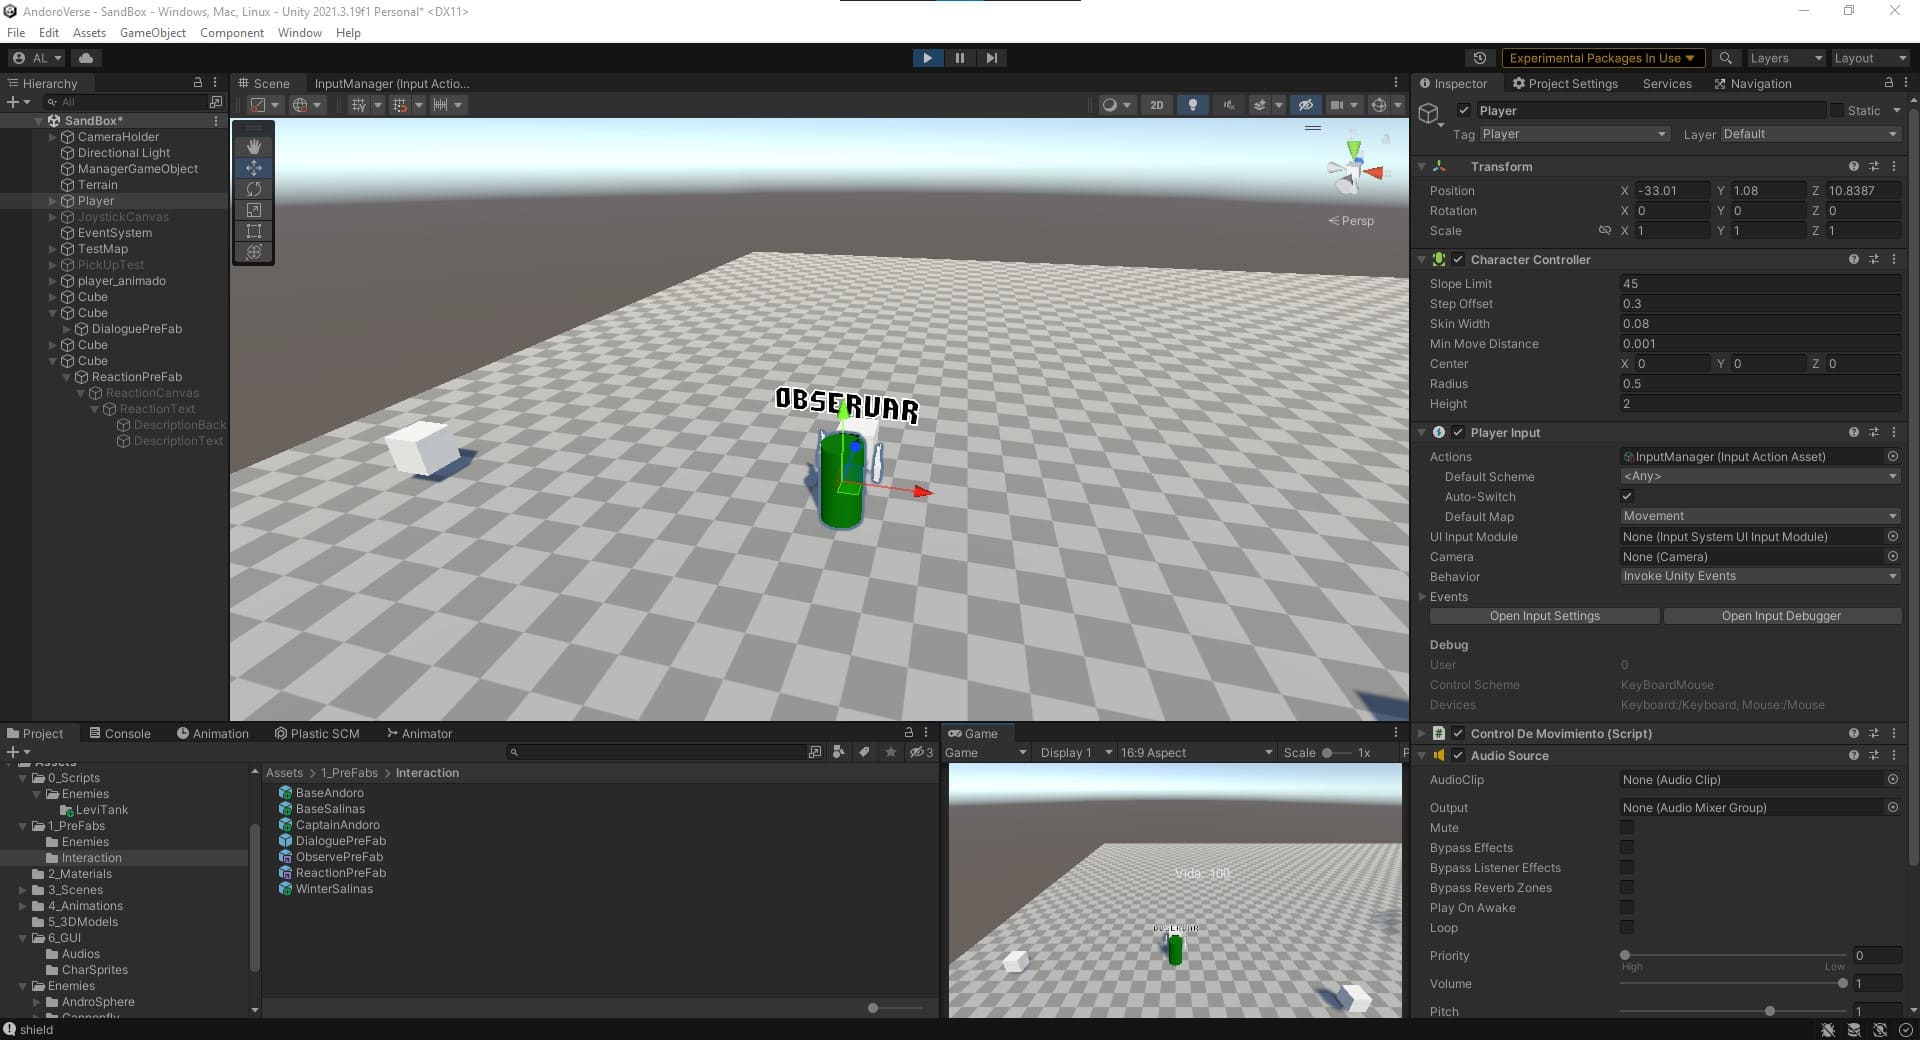 AndoroVerse - SandBox - Windows, Mac, Linux - Unity 2021.3.19f1 Personal* <DX11>
File Edit Assets GameObject Component Window Help
AL
Experimental Packages In Use
Layers
Layout
Hierarchy
All
SandBox*
CameraHolder
Directional Light
ManagerGameObject
Terrain
Player
JoystickCanvas
EventSystem
TestMap
PickUpTest
player_animado
Cube
Cube
DialoguePreFab
Cube
Cube
ReactionPreFab
ReactionCanvas
ReactionText
DescriptionBack
DescriptionText
Scene
InputManager (Input Actio...
2D
Persp
OBSERVAR
Inspector
Project Settings
Services
Navigation
Player
Static
Tag Player
Layer Default
Transform
Position X -33.01 Y 1.08 Z 10.8387
Rotation X 0 Y 0 Z 0
Scale X 1 Y 1 Z 1
Character Controller
Slope Limit 45
Step Offset 0.3
Skin Width 0.08
Min Move Distance 0.001
Center X 0 Y 0 Z 0
Radius 0.5
Height 2
Player Input
Actions InputManager (Input Action Asset)
Default Scheme <Any>
Auto-Switch
Default Map Movement
UI Input Module None (Input System UI Input Module)
Camera None (Camera)
Behavior Invoke Unity Events
Events
Open Input Settings Open Input Debugger
Debug
User 0
Control Scheme KeyBoardMouse
Devices Keyboard:/Keyboard, Mouse:/Mouse
Control De Movimiento (Script)
Audio Source
AudioClip None (Audio Clip)
Output None (Audio Mixer Group)
Mute
Bypass Effects
Bypass Listener Effects
Bypass Reverb Zones
Play On Awake
Loop
Priority 0
High Low
Volume 1
Pitch 1
Project
Console
Animation
Plastic SCM
Animator
3
Assets
0_Scripts
Enemies
LeviTank
1_PreFabs
Enemies
Interaction
2_Materials
3_Scenes
4_Animations
5_3DModels
6_GUI
Audios
CharSprites
Enemies
AndroSphere
Cannonfly
Assets > 1_PreFabs > Interaction
BaseAndoro
BaseSalinas
CaptainAndoro
DialoguePreFab
ObservePreFab
ReactionPreFab
WinterSalinas
Game
Game Display 1 16:9 Aspect Scale 1x P
Vida: 100
OBSERVAR
shield